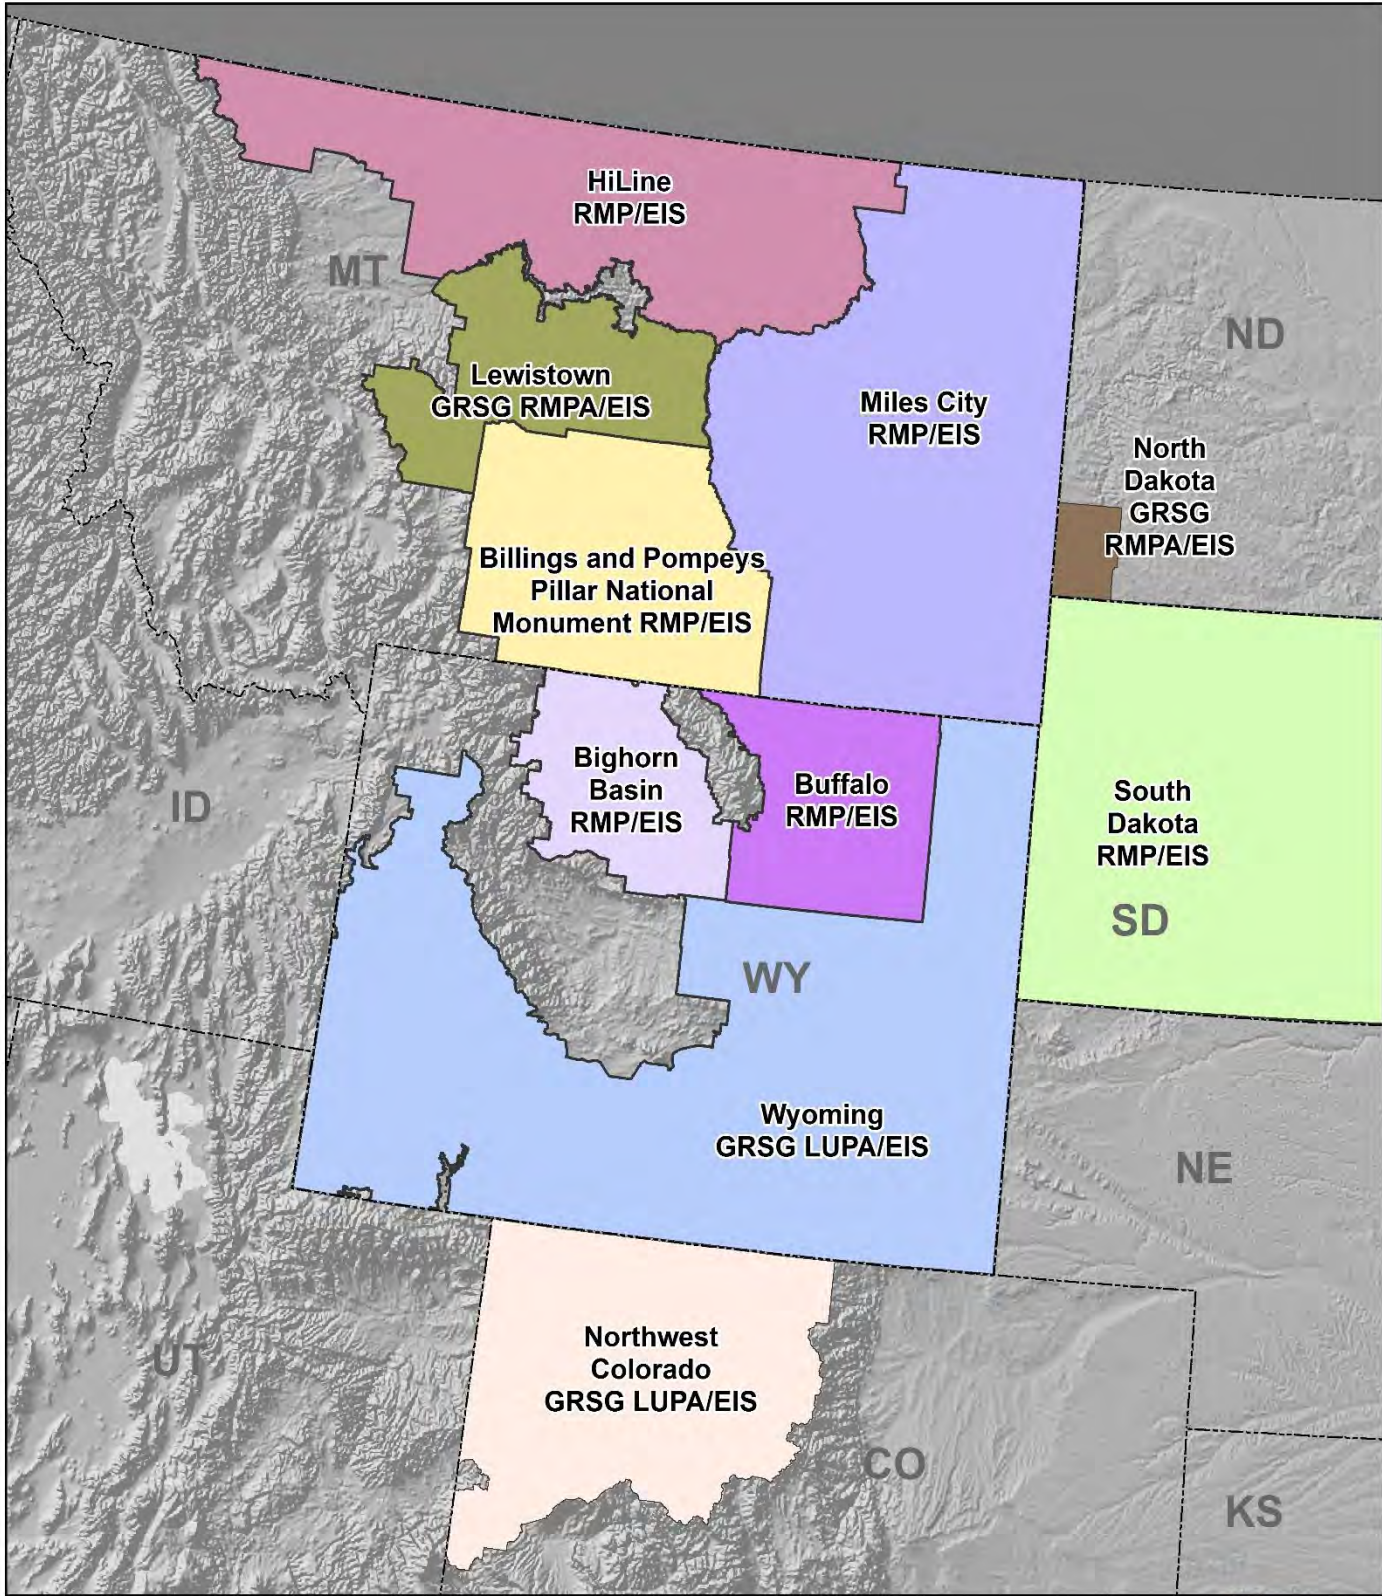 HiLine
RMP/EIS
MT
ND
Lewistown
GRSG RMPA/EIS
Miles City
RMP/EIS
North
Dakota
GRSG
RMPA/EIS
Billings and Pompeys
Pillar National
Monument RMP/EIS
Bighorn
Basin
RMP/EIS
Buffalo
RMP/EIS
ID
South
Dakota
RMP/EIS
SD
WY
Wyoming
GRSG LUPA/EIS
NE
Northwest
Colorado
GRSG LUPA/EIS
UT
CO
KS